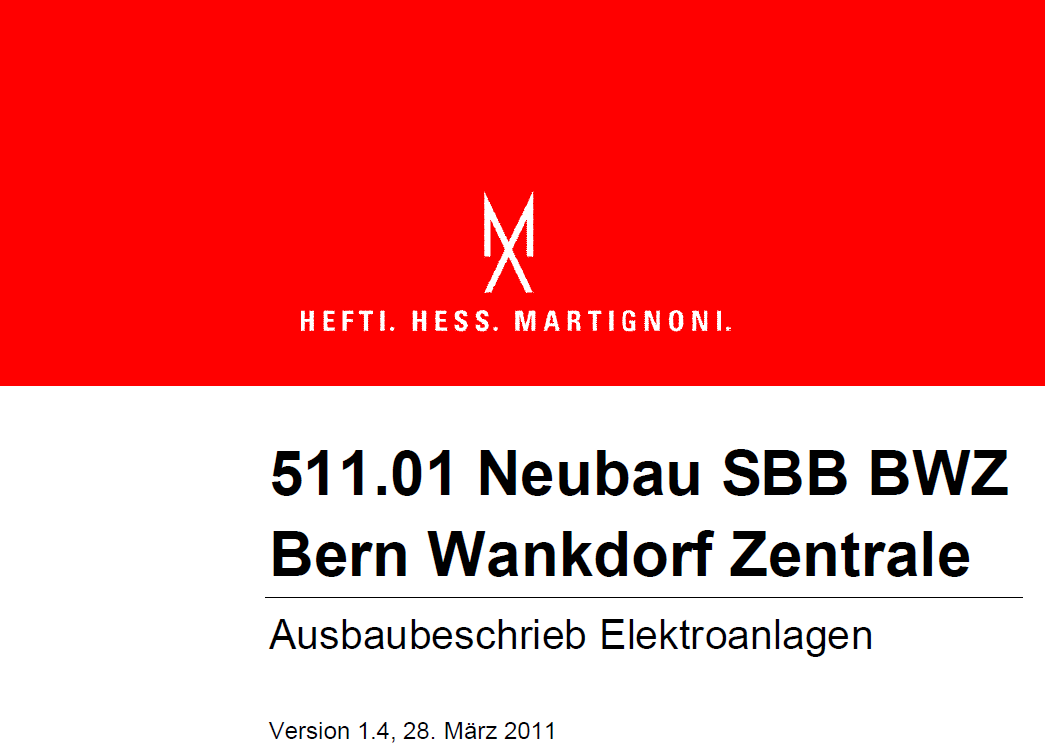 HEFTI. HESS. MARTIGNONI.
511.01 Neubau SBB BWZ
Bern Wankdorf Zentrale
Ausbaubeschrieb Elektroanlagen
Version 1.4, 28. März 2011